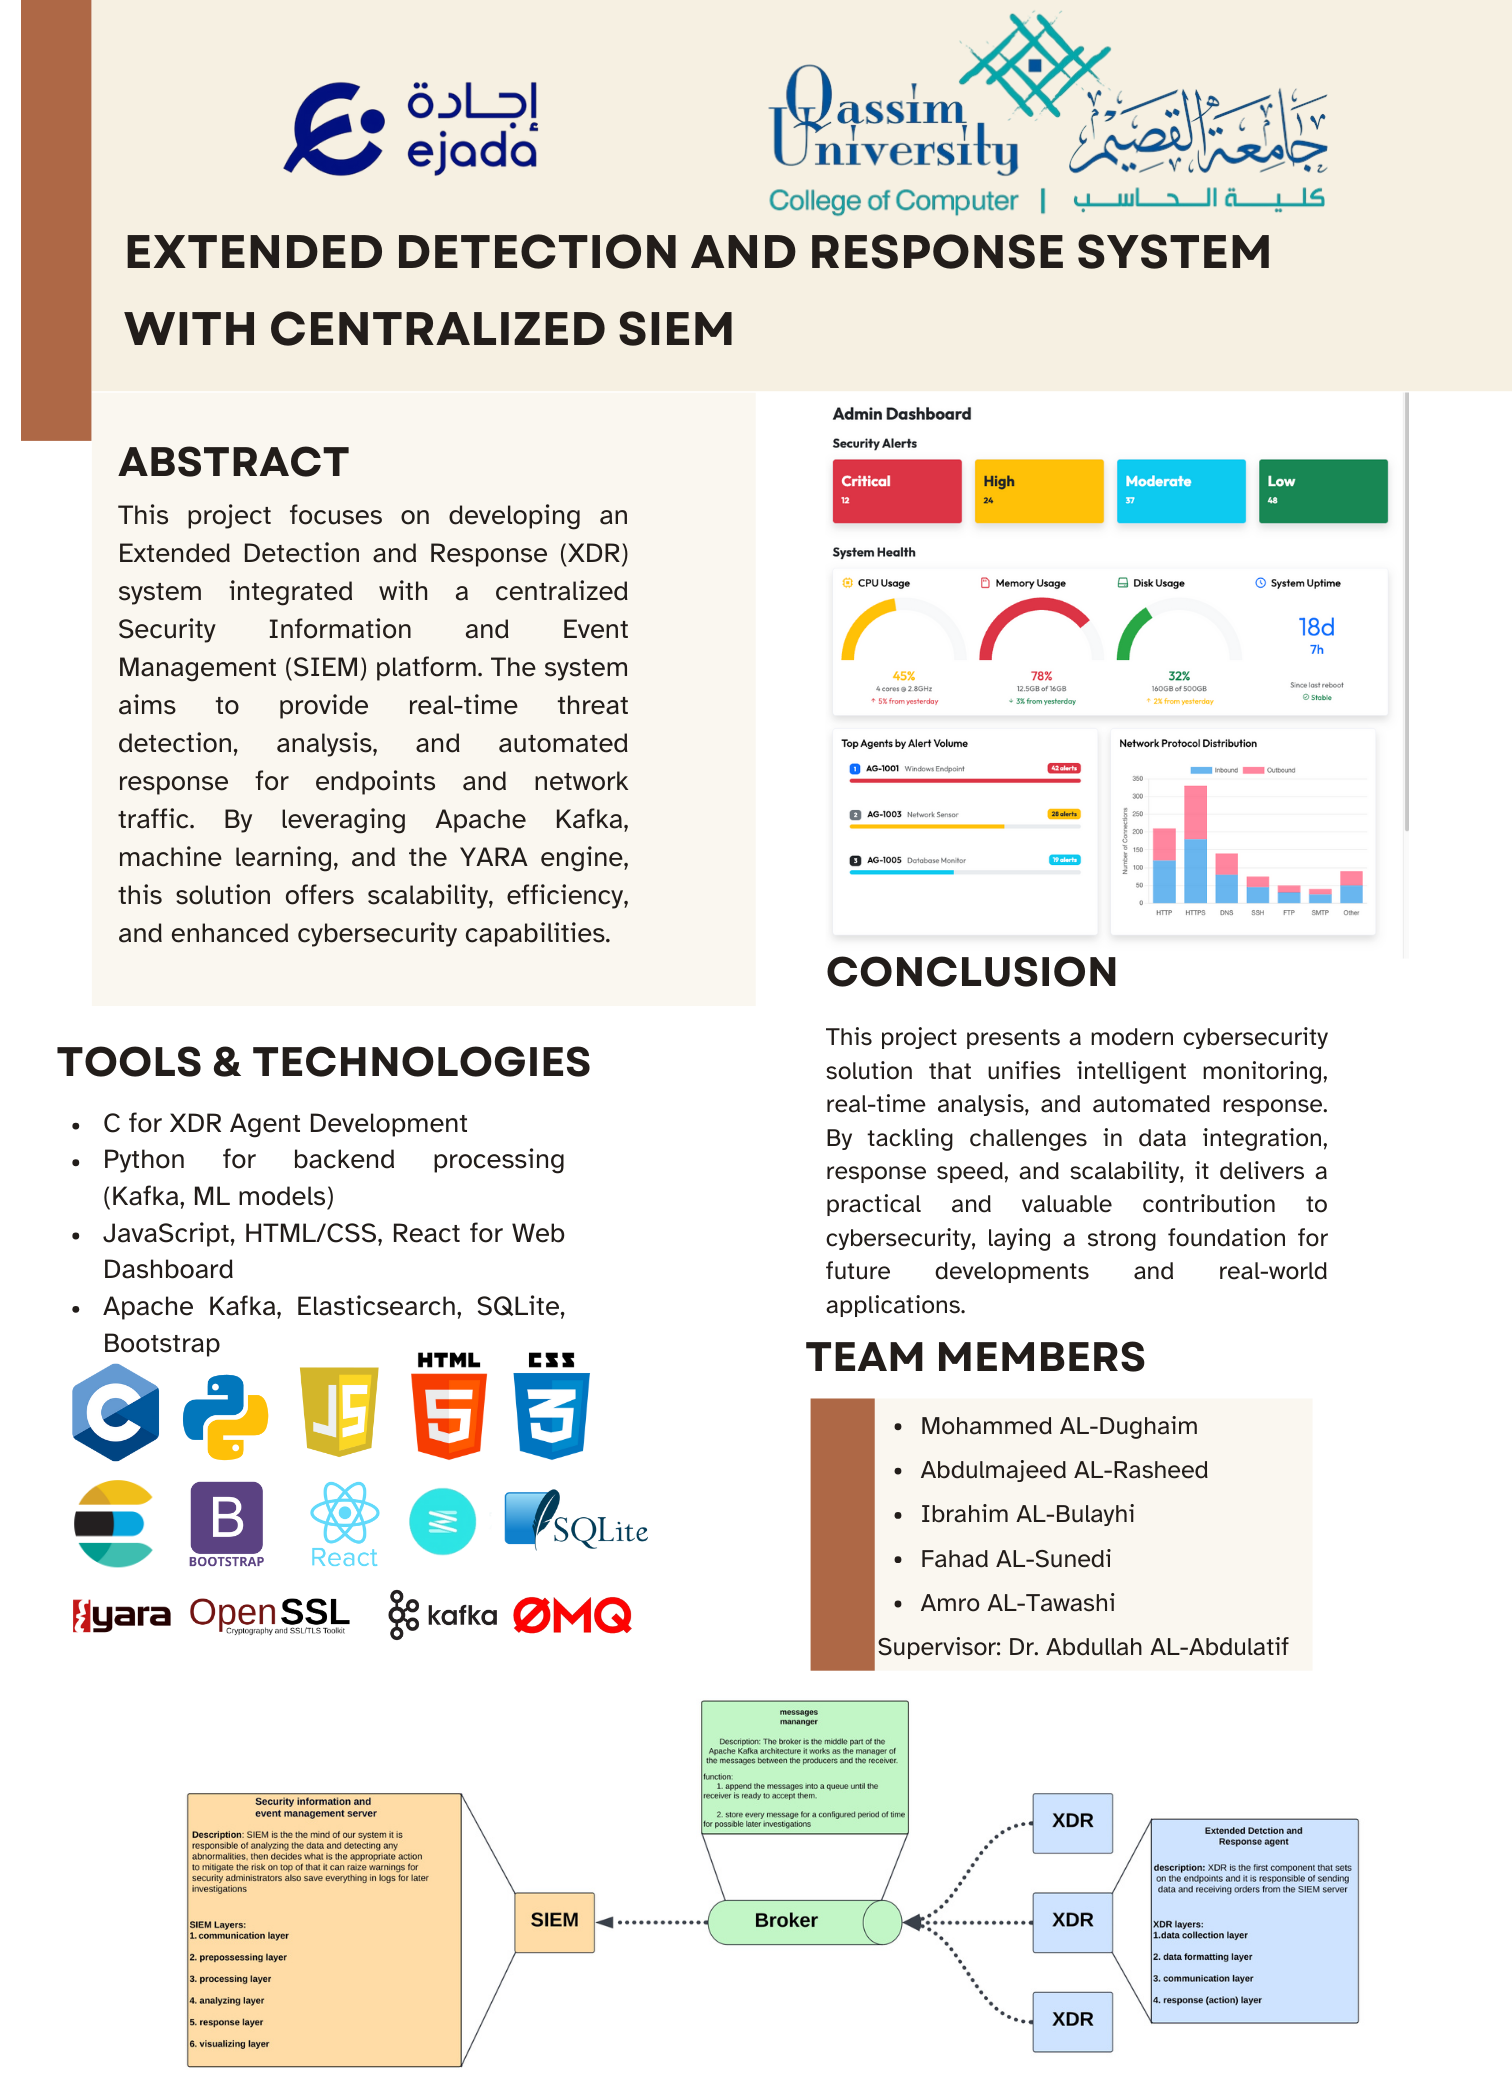 إجادة
ejada
Qassim
University
جامعة القصيم
College of Computer | كلية الحاسب
EXTENDED DETECTION AND RESPONSE SYSTEM
WITH CENTRALIZED SIEM
ABSTRACT
This project focuses on developing an
Extended Detection and Response (XDR)
system integrated with a centralized
Security Information and Event
Management (SIEM) platform. The system
aims to provide real-time threat
detection, analysis, and automated
response for endpoints and network
traffic. By leveraging Apache Kafka,
machine learning, and the YARA engine,
this solution offers scalability, efficiency,
and enhanced cybersecurity capabilities.
TOOLS & TECHNOLOGIES
• C for XDR Agent Development
• Python for backend processing
(Kafka, ML models)
• JavaScript, HTML/CSS, React for Web
Dashboard
• Apache Kafka, Elasticsearch, SQLite,
Bootstrap
C
JS
HTML
5
CSS
3
B
BOOTSTRAP
React
SQLite
yara
OpenSSL
Cryptography and SSL/TLS Toolkit
kafka
ØMQ
Admin Dashboard
Security Alerts
Critical
12
High
24
Moderate
37
Low
48
System Health
CPU Usage
45%
4 cores @ 2.8GHz
↑ 5% from yesterday
Memory Usage
78%
12.5GB of 16GB
↓ 3% from yesterday
Disk Usage
32%
160GB of 500GB
↑ 2% from yesterday
System Uptime
18d
7h
Since last reboot
Stable
Top Agents by Alert Volume
1 AG-1001 Windows Endpoint 42 alerts
2 AG-1003 Network Sensor 28 alerts
3 AG-1005 Database Monitor 19 alerts
Network Protocol Distribution
Inbound Outbound
Number of Connections
350
300
250
200
150
100
50
0
HTTP HTTPS DNS SSH FTP SMTP Other
CONCLUSION
This project presents a modern cybersecurity
solution that unifies intelligent monitoring,
real-time analysis, and automated response.
By tackling challenges in data integration,
response speed, and scalability, it delivers a
practical and valuable contribution to
cybersecurity, laying a strong foundation for
future developments and real-world
applications.
TEAM MEMBERS
• Mohammed AL-Dughaim
• Abdulmajeed AL-Rasheed
• Ibrahim AL-Bulayhi
• Fahad AL-Sunedi
• Amro AL-Tawashi
Supervisor: Dr. Abdullah AL-Abdulatif
Security information and
event management server
Description: SIEM is the the mind of our system it is
responsible of analyzing the data and detecting any
abnormalities, then decides what is the appropriate action
to mitigate the risk on top of that it can raize warnings for
security administrators also save everything in logs for later
investigations
SIEM Layers:
1. communication layer
2. prepossessing layer
3. processing layer
4. analyzing layer
5. response layer
6. visualizing layer
SIEM
messages
mananger
Description: The broker is the middle part of the
Apache Kafka architecture it works as the manager of
the messages between the producers and the receiver.
function:
1. append the messages into a queue until the
receiver is ready to accept them.
2. store every message for a configured period of time
for possible later investigations
Broker
XDR
XDR
XDR
Extended Detction and
Response agent
description: XDR is the first component that sets
on the endpoints and it is responsible of sending
data and receiving orders from the SIEM server
XDR layers:
1.data collection layer
2. data formatting layer
3. communication layer
4. response (action) layer